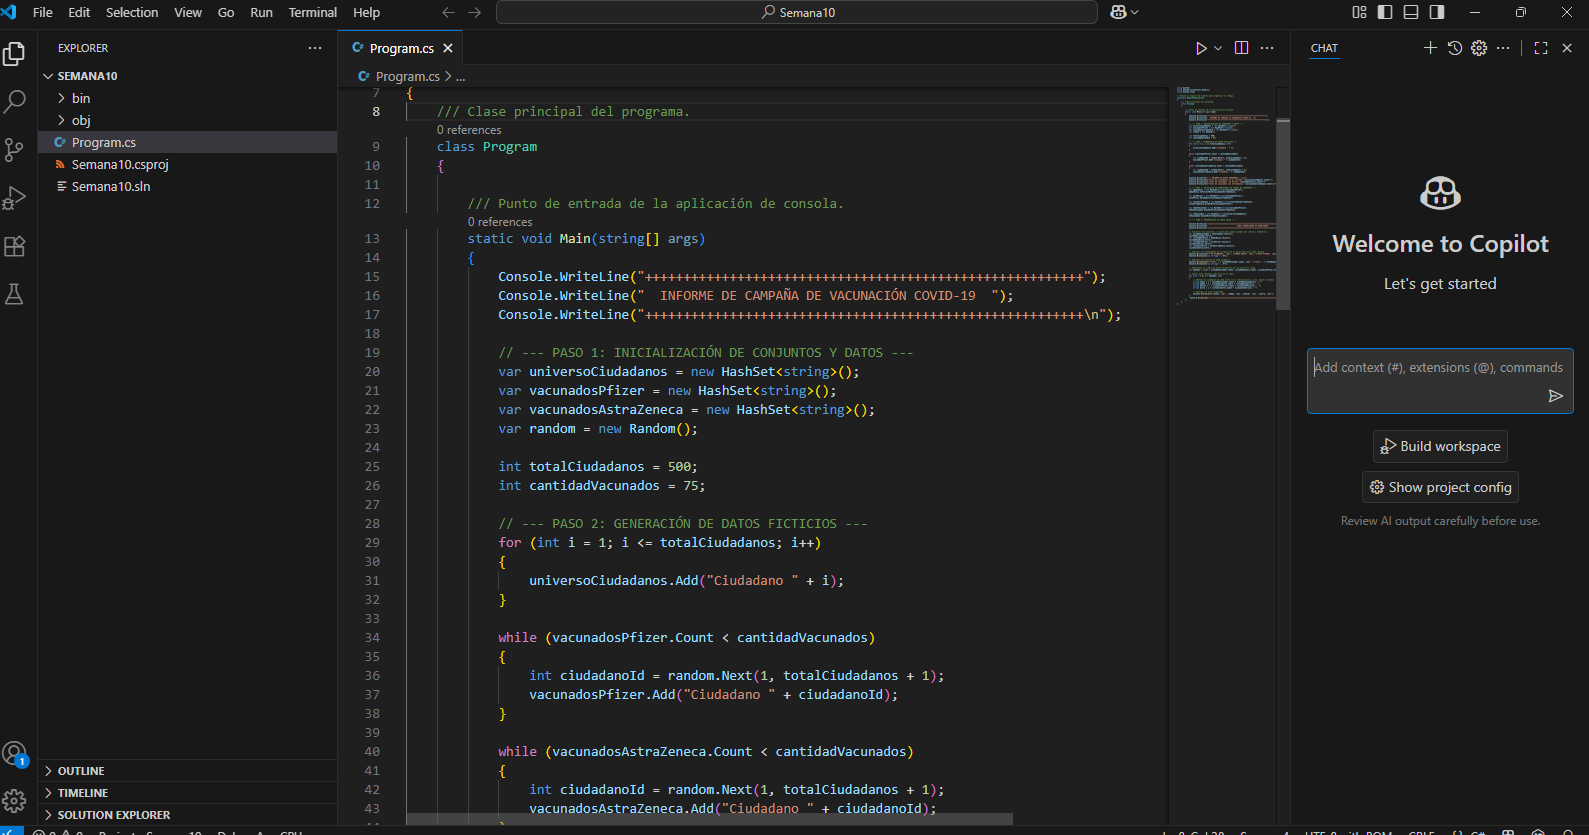 File Edit Selection View Go Run Terminal Help
Semana10
EXPLORER
SEMANA10
bin
obj
Program.cs
Semana10.csproj
Semana10.sln
OUTLINE
TIMELINE
SOLUTION EXPLORER
1
Program.cs
Program.cs > ...
7 {
8 /// Clase principal del programa.
0 references
9 class Program
10 {
11
12 /// Punto de entrada de la aplicación de consola.
0 references
13 static void Main(string[] args)
14 {
15 Console.WriteLine("+++++++++++++++++++++++++++++++++++++++++++++++++++++++++");
16 Console.WriteLine("  INFORME DE CAMPAÑA DE VACUNACIÓN COVID-19  ");
17 Console.WriteLine("+++++++++++++++++++++++++++++++++++++++++++++++++++++++++\n");
18
19 // --- PASO 1: INICIALIZACIÓN DE CONJUNTOS Y DATOS ---
20 var universoCiudadanos = new HashSet<string>();
21 var vacunadosPfizer = new HashSet<string>();
22 var vacunadosAstraZeneca = new HashSet<string>();
23 var random = new Random();
24
25 int totalCiudadanos = 500;
26 int cantidadVacunados = 75;
27
28 // --- PASO 2: GENERACIÓN DE DATOS FICTICIOS ---
29 for (int i = 1; i <= totalCiudadanos; i++)
30 {
31 universoCiudadanos.Add("Ciudadano " + i);
32 }
33
34 while (vacunadosPfizer.Count < cantidadVacunados)
35 {
36 int ciudadanoId = random.Next(1, totalCiudadanos + 1);
37 vacunadosPfizer.Add("Ciudadano " + ciudadanoId);
38 }
39
40 while (vacunadosAstraZeneca.Count < cantidadVacunados)
41 {
42 int ciudadanoId = random.Next(1, totalCiudadanos + 1);
43 vacunadosAstraZeneca.Add("Ciudadano " + ciudadanoId);
CHAT
Welcome to Copilot
Let's get started
Add context (#), extensions (@), commands
Build workspace
Show project config
Review AI output carefully before use.